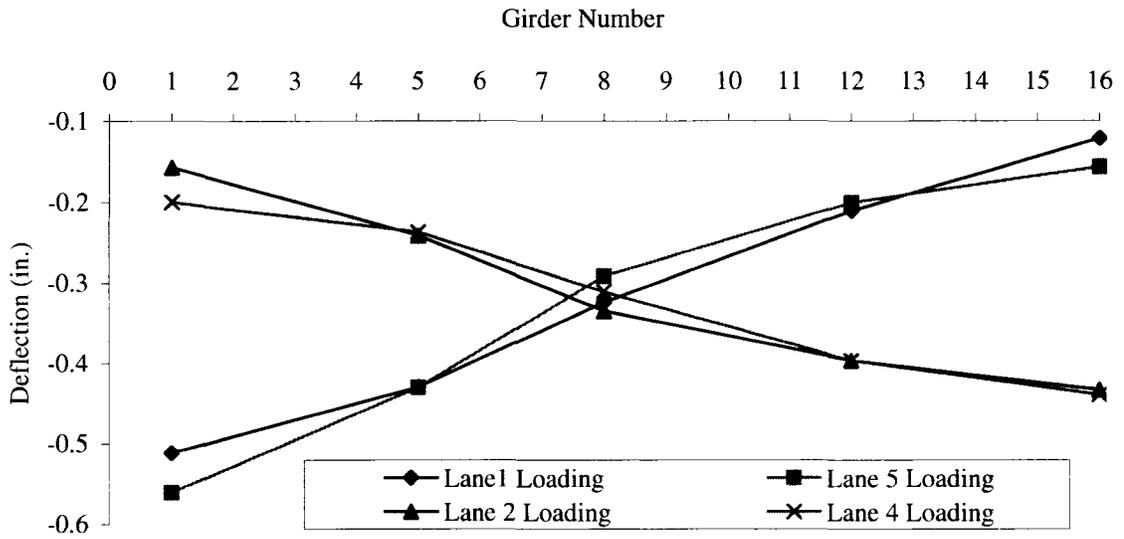 Girder Number
0 1 2 3 4 5 6 7 8 9 10 11 12 13 14 15 16
-0.1
-0.2
-0.3
-0.4
-0.5
-0.6
Deflection (in.)
Lane1 Loading
Lane 5 Loading
Lane 2 Loading
Lane 4 Loading